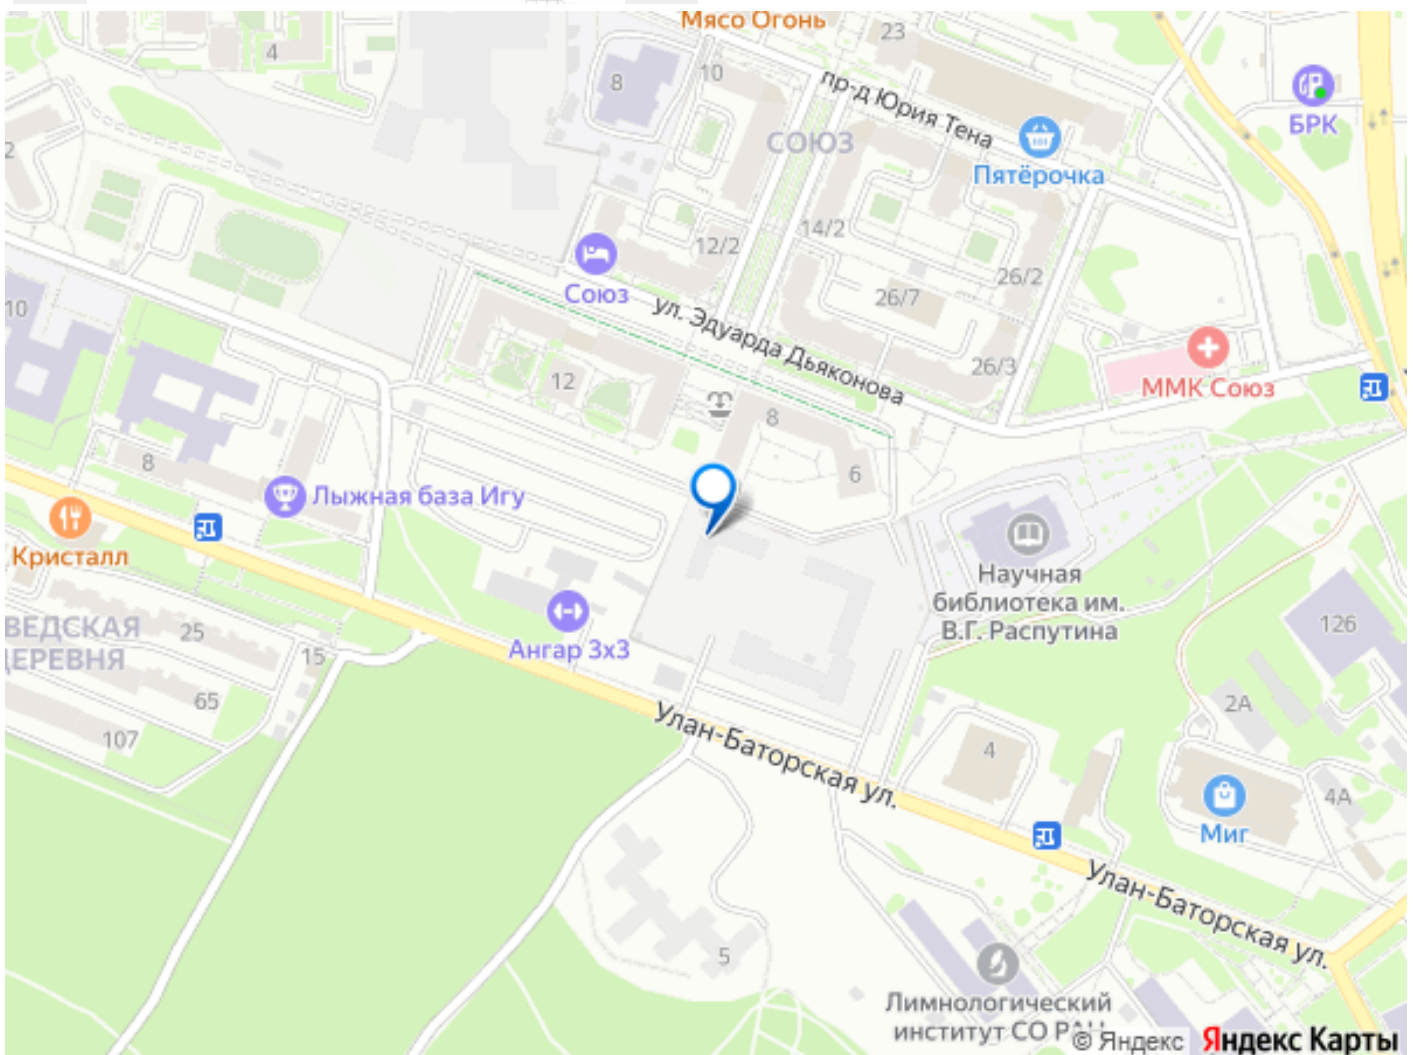 Мясо Огонь
23
4
8
10
пр-д Юрия Тена
БРК
СОЮЗ
Пятёрочка
2
12/2
14/2
26/2
26/7
Союз
ул. Эдуарда Дьяконова
10
26/3
12
ММК Союз
8
8
6
Лыжная база Игу
Кристалл
Научная
библиотека им.
В.Г. Распутина
ВЕДСКАЯ
ЕРЕВНЯ
25
15
Ангар 3х3
126
65
107
2А
Улан-Баторская ул.
4
4А
Миг
Улан-Баторская ул.
5
Лимнологический
институт СО
© Яндекс
Яндекс Карты